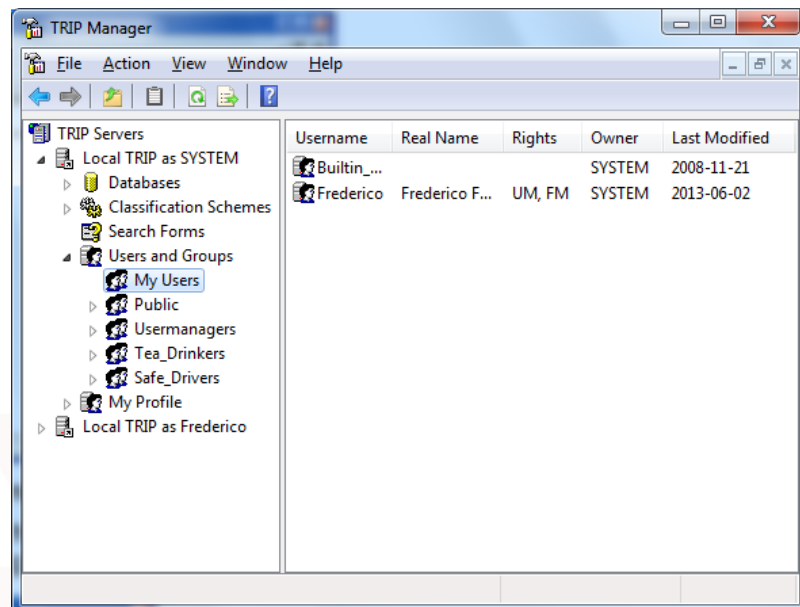 TRIP Manager
File Action View Window Help
TRIP Servers
Local TRIP as SYSTEM
Databases
Classification Schemes
Search Forms
Users and Groups
My Users
Public
Usermanagers
Tea_Drinkers
Safe_Drivers
My Profile
Local TRIP as Frederico
Username Real Name Rights Owner Last Modified
Builtin_... SYSTEM 2008-11-21
Frederico Frederico F... UM, FM SYSTEM 2013-06-02